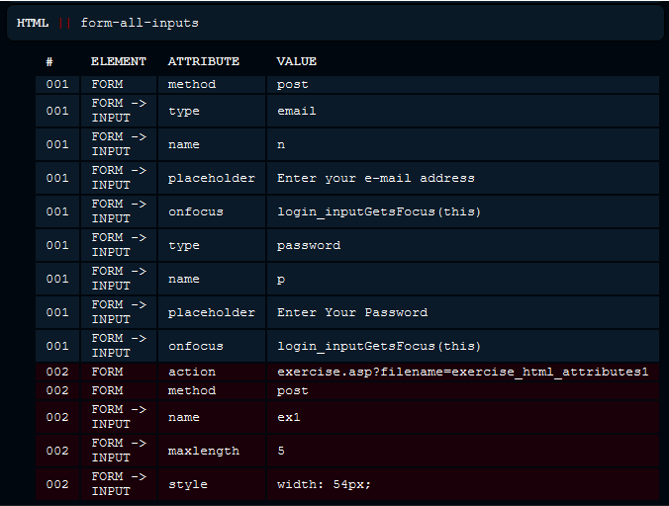 HTML || form-all-inputs
# ELEMENT ATTRIBUTE VALUE
001 FORM method post
001 FORM -> INPUT type email
001 FORM -> INPUT name n
001 FORM -> INPUT placeholder Enter your e-mail address
001 FORM -> INPUT onfocus login_inputGetsFocus(this)
001 FORM -> INPUT type password
001 FORM -> INPUT name p
001 FORM -> INPUT placeholder Enter Your Password
001 FORM -> INPUT onfocus login_inputGetsFocus(this)
002 FORM action exercise.asp?filename=exercise_html_attributes1
002 FORM method post
002 FORM -> INPUT name ex1
002 FORM -> INPUT maxlength 5
002 FORM -> INPUT style width: 54px;